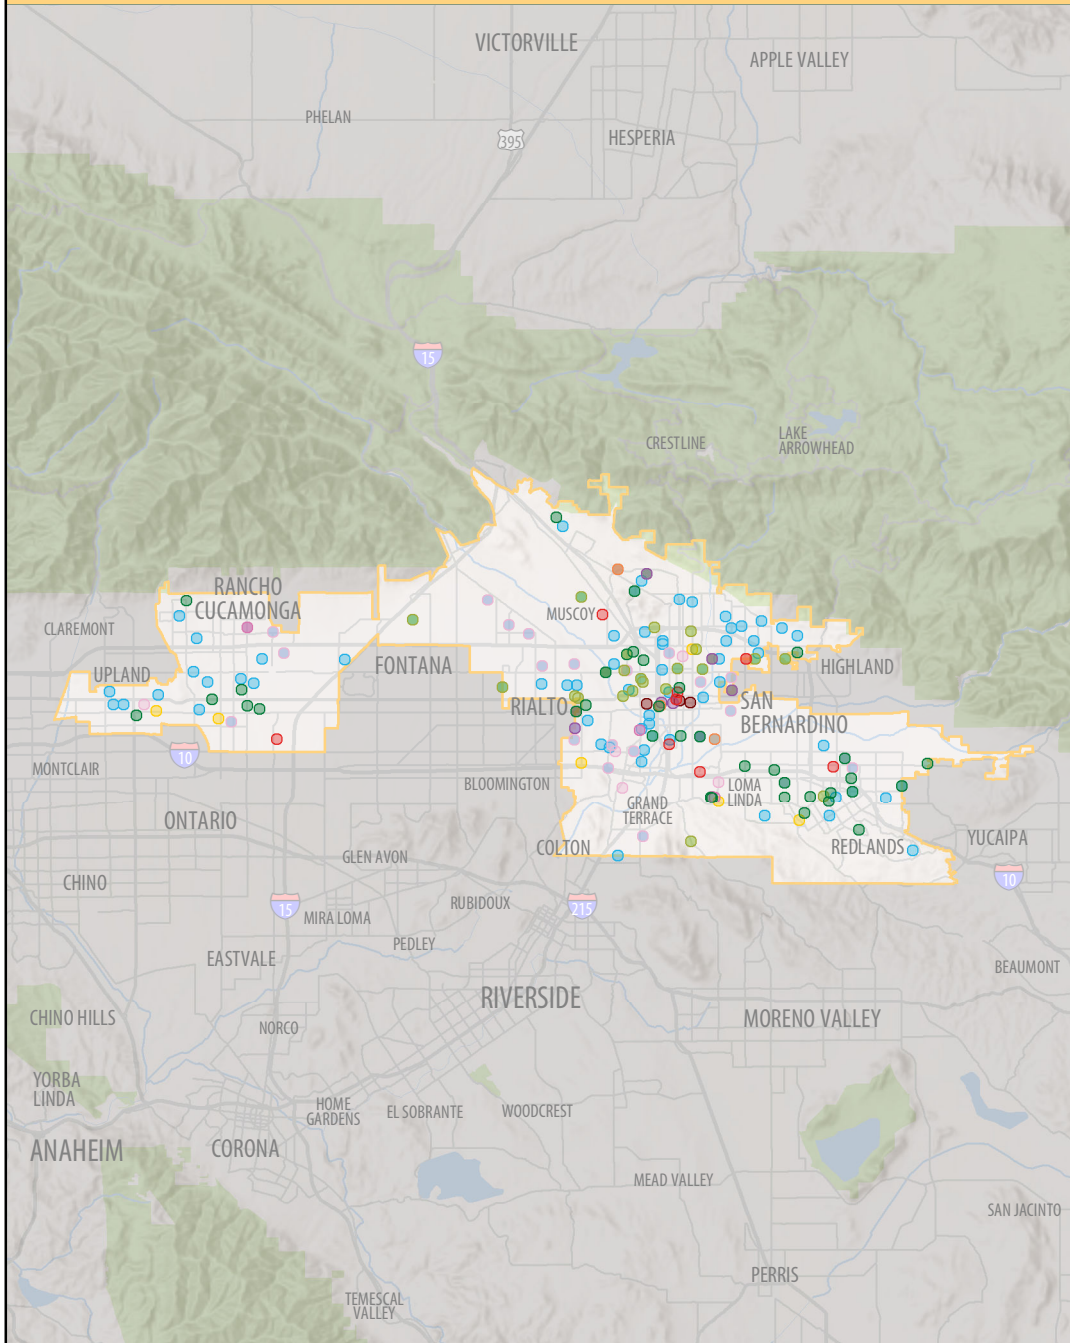 VICTORVILLE
APPLE VALLEY
PHELAN
395
HESPERIA
15
CRESTLINE
LAKE
ARROWHEAD
RANCHO
CUCAMONGA
MUSCOY
CLAREMONT
UPLAND
FONTANA
HIGHLAND
RIALTO
SAN
BERNARDINO
10
MONTCLAIR
BLOOMINGTON
LOMA
LINDA
GRAND
TERRACE
ONTARIO
COLTON
REDLANDS
YUCAIPA
GLEN AVON
CHINO
10
15
MIRA LOMA
RUBIDOUX
215
PEDLEY
EASTVALE
BEAUMONT
RIVERSIDE
CHINO HILLS
NORCO
MORENO VALLEY
YORBA
LINDA
HOME
GARDENS
EL SOBRANTE
WOODCREST
ANAHEIM
CORONA
MEAD VALLEY
SAN JACINTO
PERRIS
TEMESCAL
VALLEY